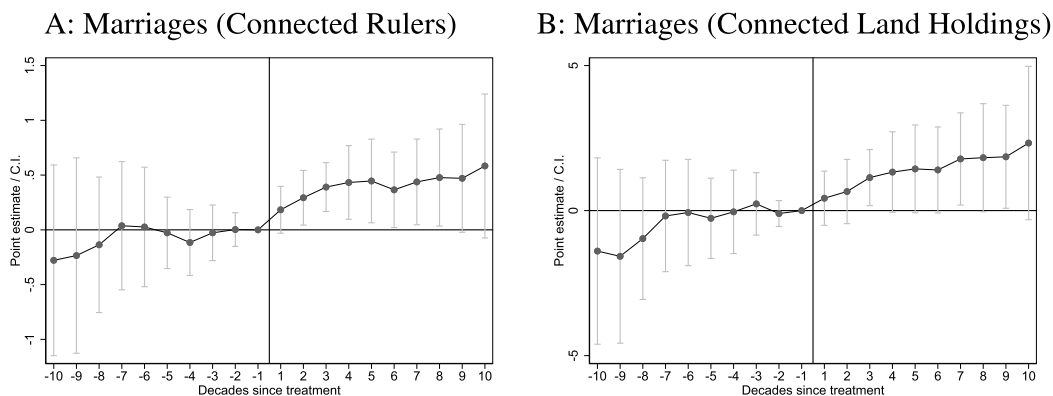 A: Marriages (Connected Rulers)
B: Marriages (Connected Land Holdings)
Point estimate / C.I.
1.5
1
.5
0
-.5
-1
-10 -9 -8 -7 -6 -5 -4 -3 -2 -1 1 2 3 4 5 6 7 8 9 10
Decades since treatment
Point estimate / C.I.
5
0
-5
-10 -9 -8 -7 -6 -5 -4 -3 -2 -1 1 2 3 4 5 6 7 8 9 10
Decades since treatment